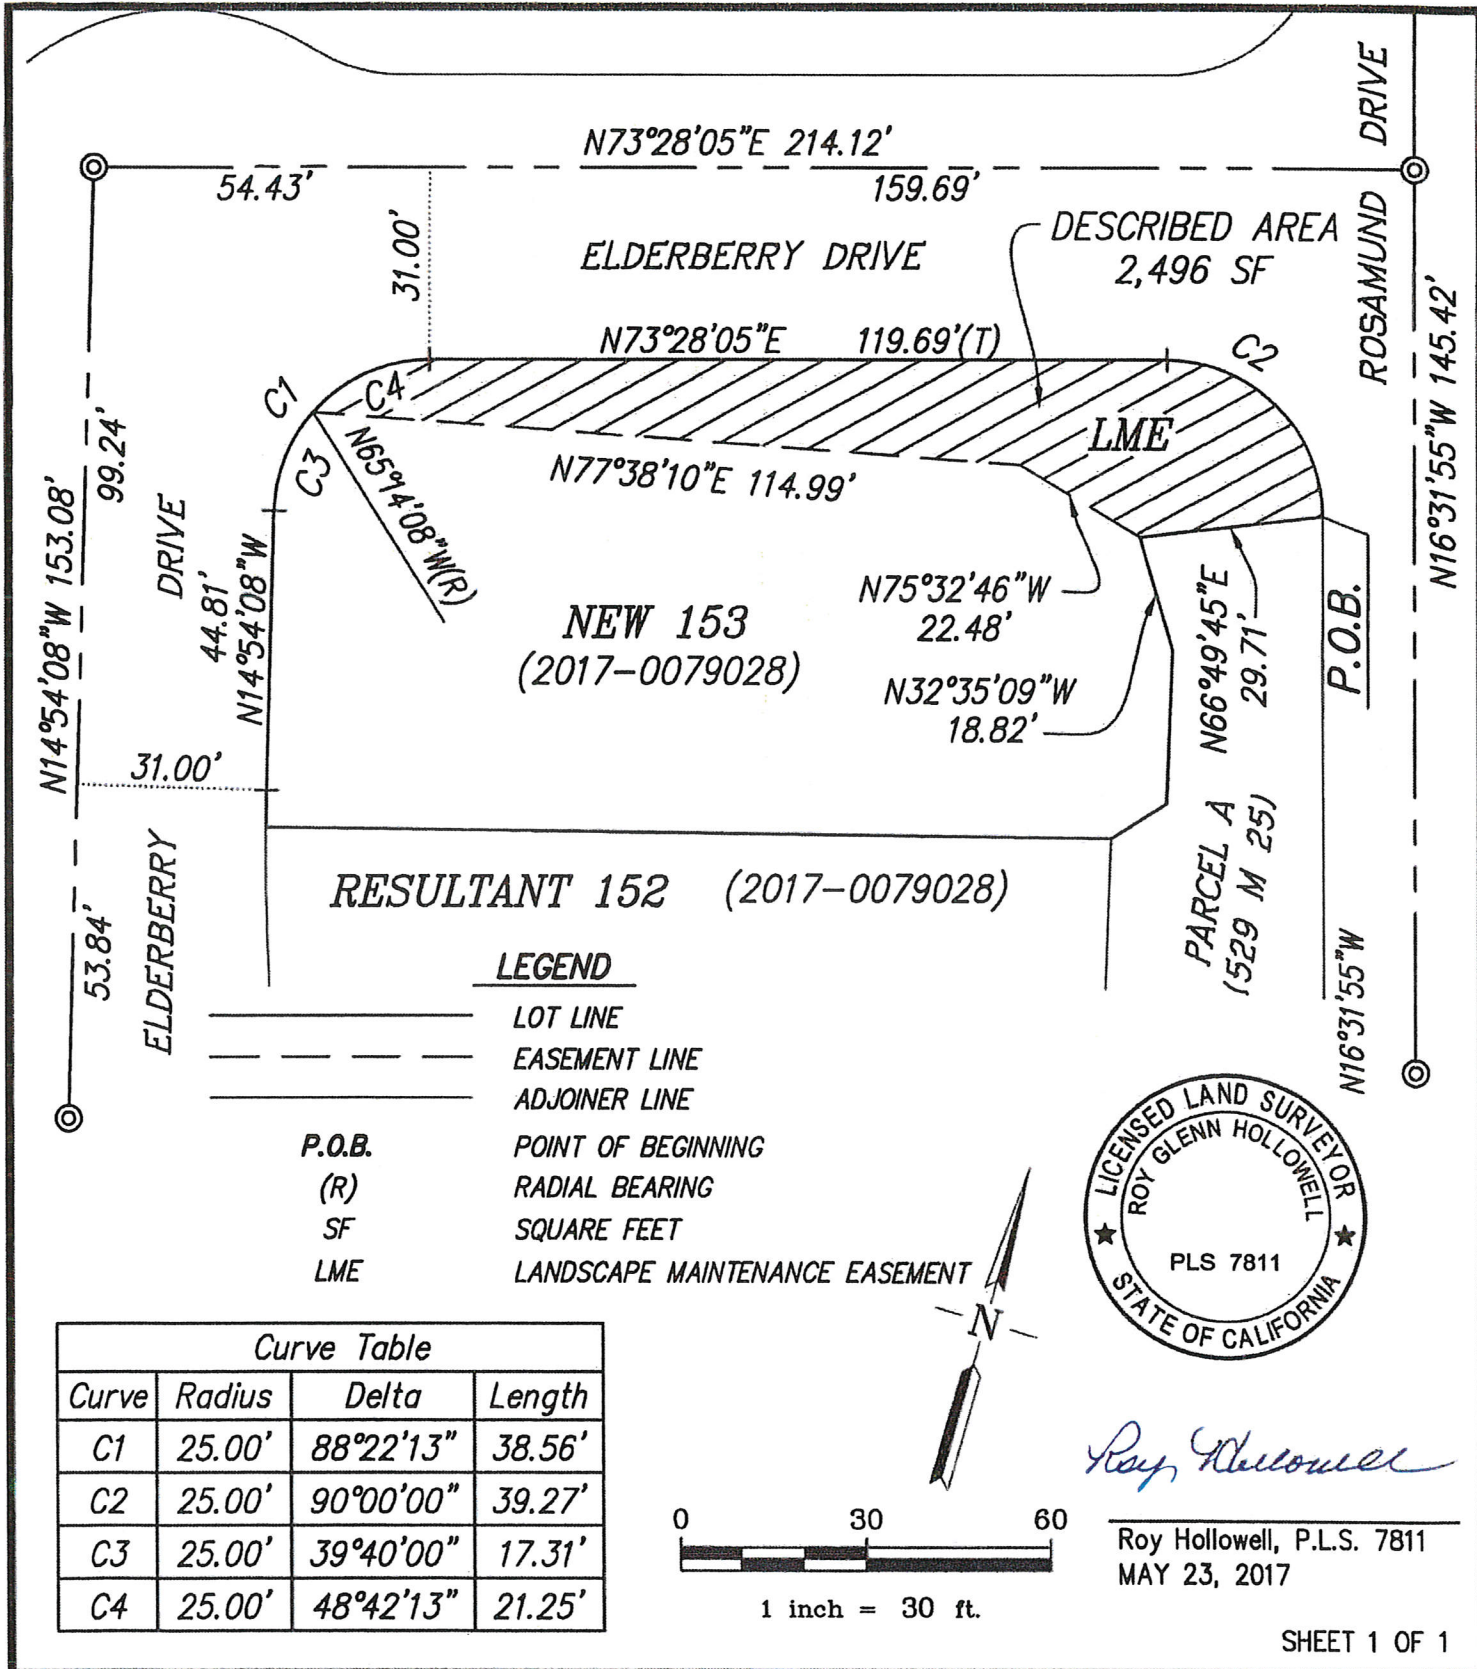 N73°28'05"E 214.12'
54.43'
159.69'
31.00'
ELDERBERRY DRIVE
DESCRIBED AREA
2,496 SF
ROSAMUND DRIVE
N16°31'55"W 145.42'
N73°28'05"E 119.69'(T)
C1
C4
C2
C3
LME
N65°14'08"W(R)
N77°38'10"E 114.99'
N14°54'08"W 153.08'
99.24'
53.84'
ELDERBERRY DRIVE
44.81'
N14°54'08"W
31.00'
NEW 153
(2017-0079028)
N75°32'46"W
22.48'
N32°35'09"W
18.82'
N66°49'45"E
29.71'
P.O.B.
PARCEL A
(529 M 25)
N16°31'55"W
RESULTANT 152 (2017-0079028)
LEGEND
LOT LINE
EASEMENT LINE
ADJOINER LINE
P.O.B. POINT OF BEGINNING
(R) RADIAL BEARING
SF SQUARE FEET
LME LANDSCAPE MAINTENANCE EASEMENT
N
LICENSED LAND SURVEYOR
ROY GLENN HOLLOWELL
PLS 7811
STATE OF CALIFORNIA
Curve Table
Curve Radius Delta Length
C1 25.00' 88°22'13" 38.56'
C2 25.00' 90°00'00" 39.27'
C3 25.00' 39°40'00" 17.31'
C4 25.00' 48°42'13" 21.25'
0 30 60
1 inch = 30 ft.
Roy Hollowell
Roy Hollowell, P.L.S. 7811
MAY 23, 2017
SHEET 1 OF 1